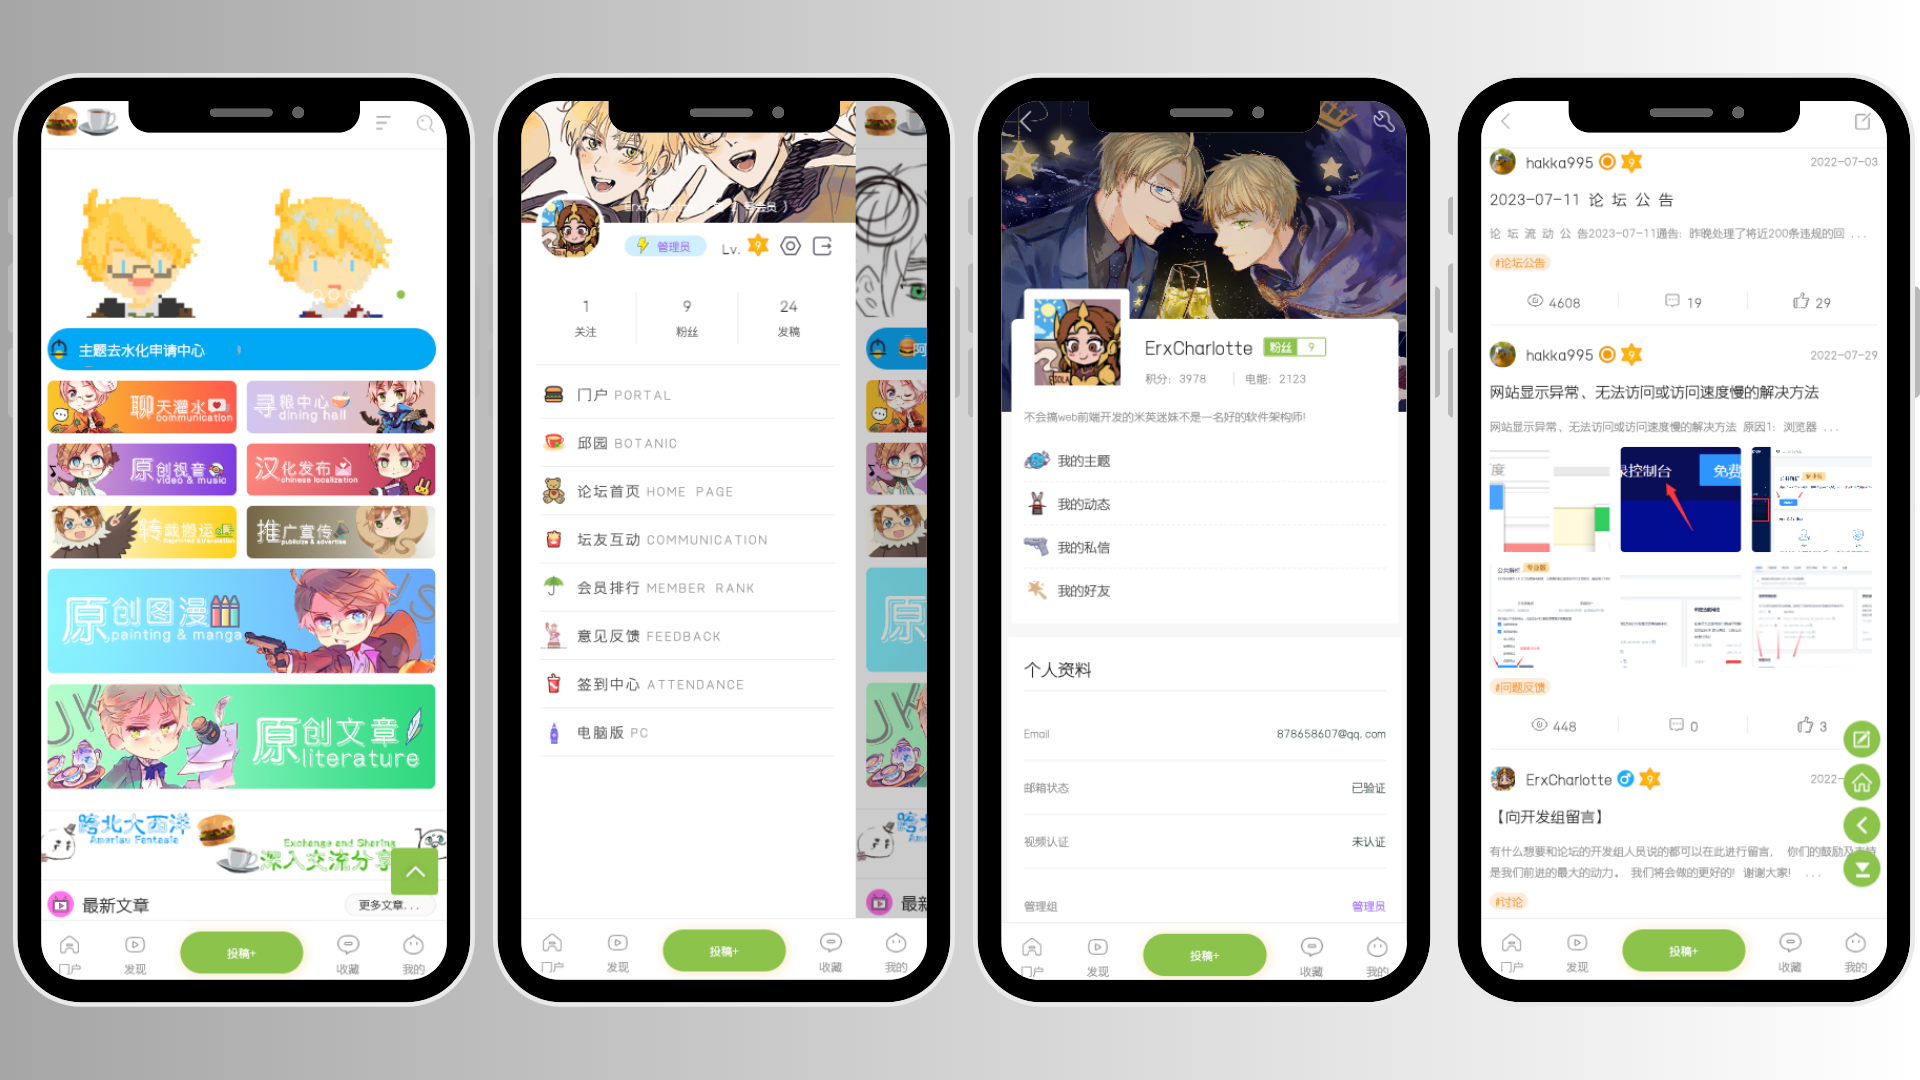 主题去水化申请中心
聊天灌水
communication
寻粮中心
dining hall
原创视音
video & music
汉化发布
chinese localization
转载搬运
推广宣传
publicize & advertise
原创图漫
painting & manga
原创文章
literature
跨北大西洋
Exchange and Sharing
深入交流分享
最新文章
更多文章...
门户
发现
投稿+
收藏
我的
管理员
Lv.
9
1
9
24
关注
粉丝
发稿
门户 PORTAL
邱园 BOTANIC
论坛首页 HOME PAGE
坛友互动 COMMUNICATION
会员排行 MEMBER RANK
意见反馈 FEEDBACK
签到中心 ATTENDANCE
电脑版 PC
最新
门户
发现
投稿+
收藏
我的
ErxCharlotte 粉丝 9
积分: 3978 电能: 2123
不会搞web前端开发的米英迷妹不是一名好的软件架构师!
我的主题
我的动态
我的私信
我的好友
个人资料
Email 878658607@qq.com
邮箱状态 已验证
视频认证 未认证
管理组 管理员
门户
发现
投稿+
收藏
我的
hakka995 9 2022-07-03
2023-07-11 论 坛 公 告
论 坛 流 动 公 告2023-07-11通告: 昨晚处理了将近200条违规的回 ...
#论坛公告
4608 19 29
hakka995 9 2022-07-29
网站显示异常、无法访问或访问速度慢的解决方法
网站显示异常、无法访问或访问速度慢的解决方法 原因1: 浏览器 ...
控制台
免费
#问题反馈
448 0 3
ErxCharlotte 9 2022-
【向开发组留言】
有什么想要和论坛的开发组人员说的都可以在此进行留言, 你们的鼓励及支持
是我们前进的最大的动力。 我们将会做的更好的! 谢谢大家! ...
#讨论
门户
发现
投稿+
收藏
我的